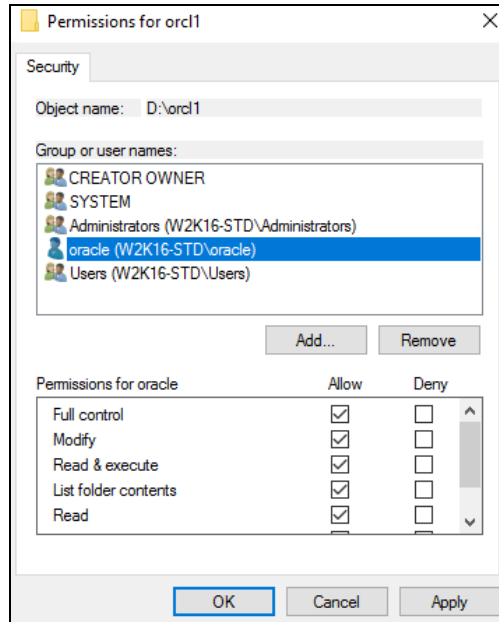 Permissions for orcl1
Security
Object name: D:\orcl1
Group or user names:
CREATOR OWNER
SYSTEM
Administrators (W2K16-STD\Administrators)
oracle (W2K16-STD\oracle)
Users (W2K16-STD\Users)
Add... Remove
Permissions for oracle Allow Deny
Full control
Modify
Read & execute
List folder contents
Read
OK Cancel Apply